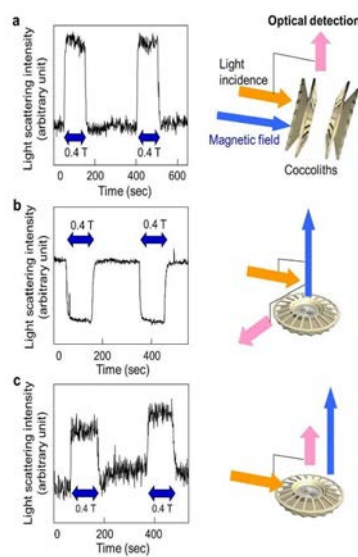 a
Light scattering intensity
(arbitrary unit)
0.4 T
0.4 T
0
200
400
600
Time (sec)
Optical detection
Light
incidence
Magnetic field
Coccoliths
b
Light scattering intensity
(arbitrary unit)
0.4 T
0.4 T
0
200
400
Time (sec)
c
Light scattering intensity
(arbitrary unit)
0.4 T
0.4 T
0
200
400
Time (sec)